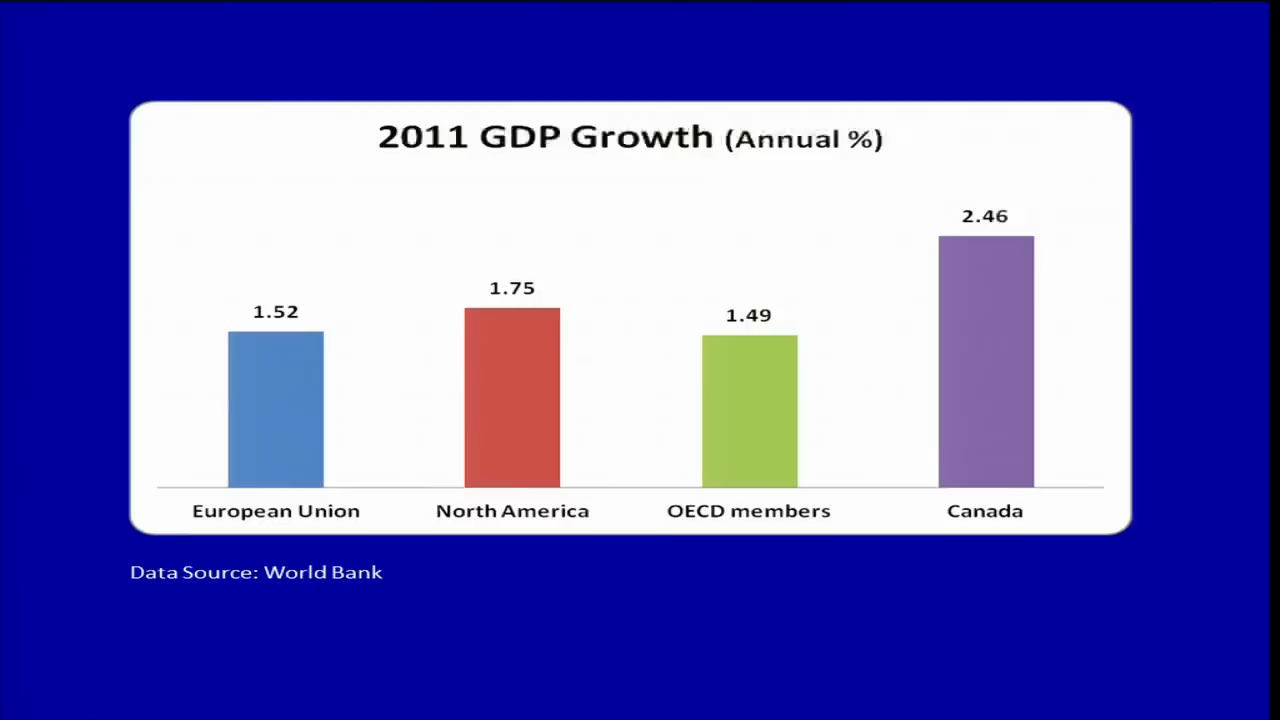 2011 GDP Growth (Annual %)
2.46
1.75
1.52
1.49
European Union North America OECD members Canada
Data Source: World Bank